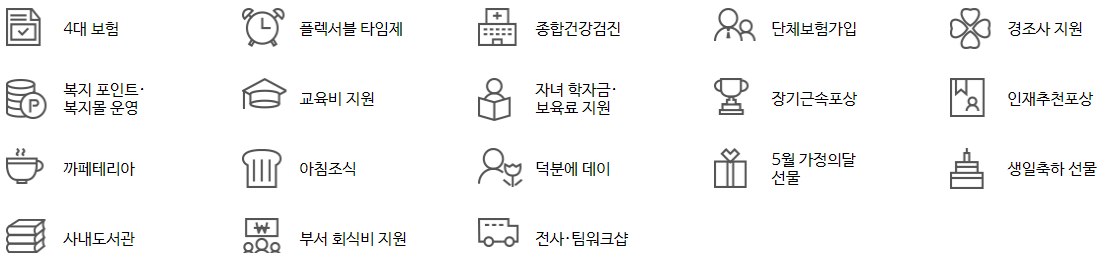 4대 보험
플렉서블 타임제
종합건강검진
단체보험가입
경조사 지원
복지 포인트·
복지몰 운영
교육비 지원
자녀 학자금·
보육료 지원
장기근속포상
인재추천포상
까페테리아
아침조식
덕분에 데이
5월 가정의달
선물
생일축하 선물
사내도서관
부서 회식비 지원
전사·팀워크샵